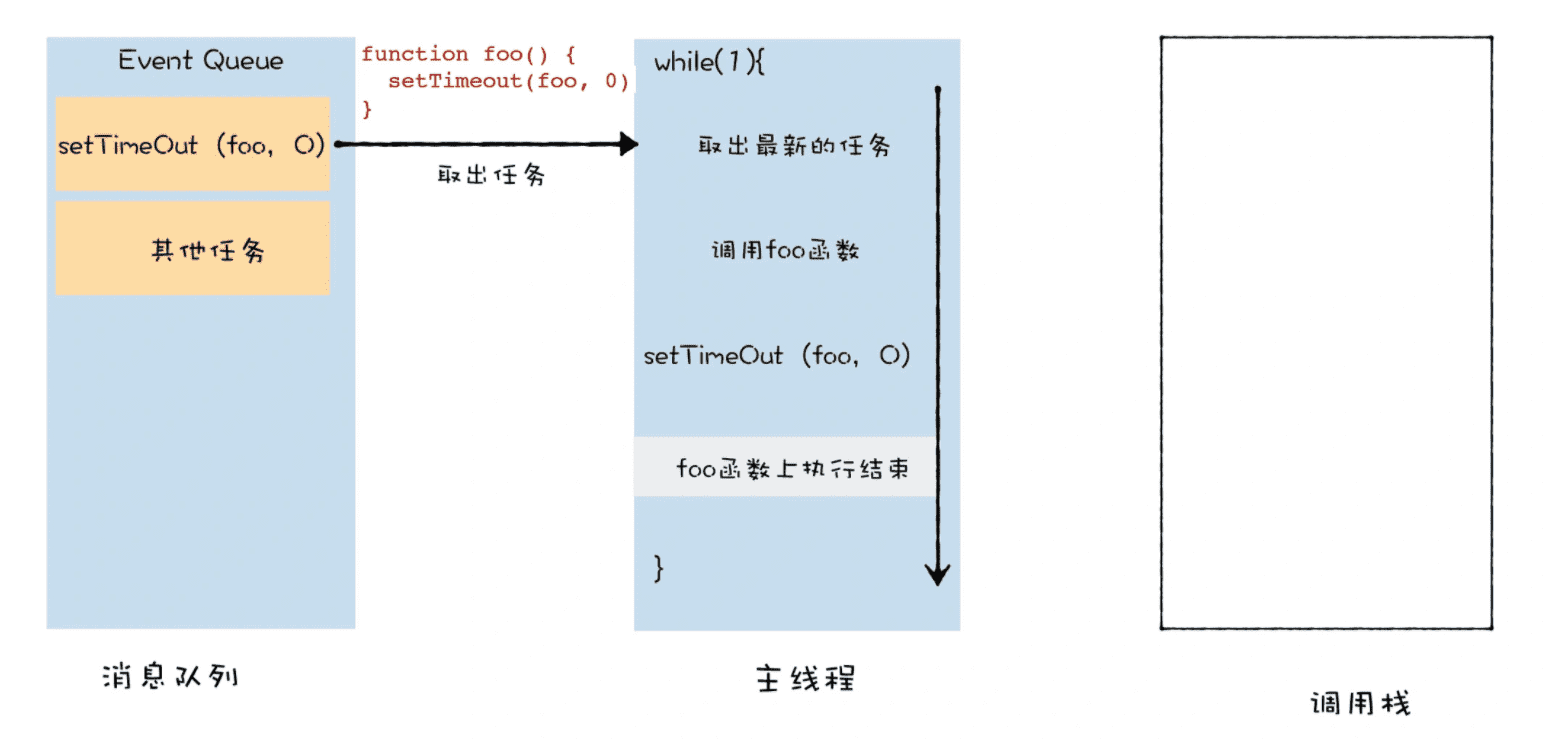 Event Queue
setTimeOut (foo, 0)
其他任务
消息队列
function foo() {
setTimeout(foo, 0)
}
取出任务
while(1){
取出最新的任务
调用foo函数
setTimeOut (foo, 0)
foo函数上执行结束
}
主线程
调用栈